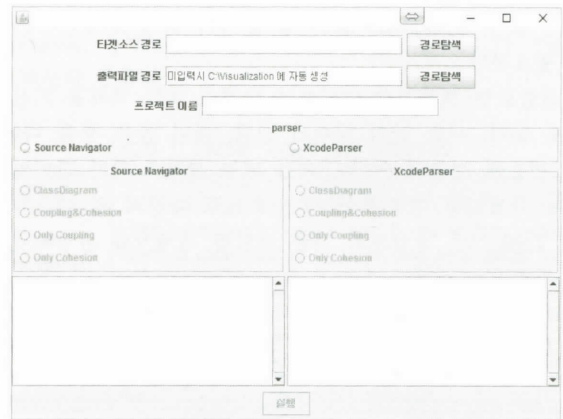 타겟소스 경로 경로탐색
출력파일 경로 미입력시 C:\Visualization 에 자동 생성 경로탐색
프로젝트 이름
parser
Source Navigator XcodeParser
Source Navigator XcodeParser
ClassDiagram ClassDiagram
Coupling&Cohesion Coupling&Cohesion
Only Coupling Only Coupling
Only Cohesion Only Cohesion
실행